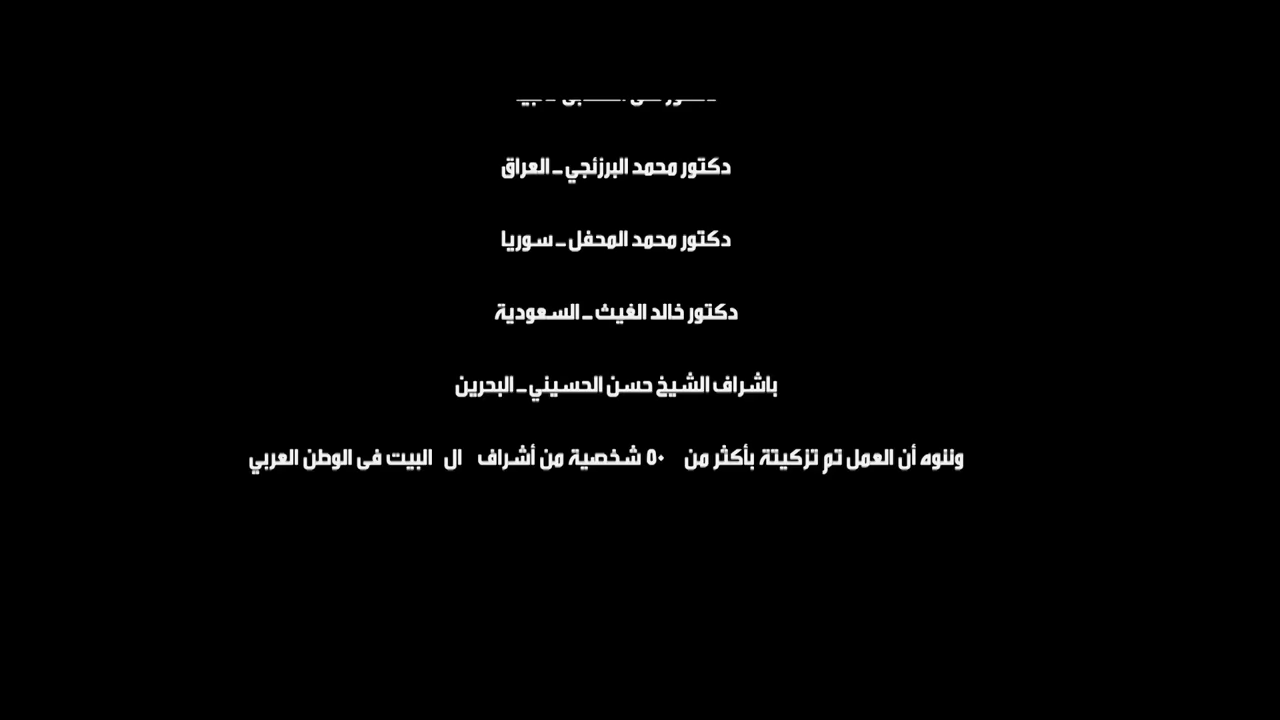 دكتور محمد البرزنجي ـ العراق
دكتور محمد المحفل ـ سوريا
دكتور خالد الغيث ـ السعودية
باشراف الشيخ حسن الحسيني ـ البحرين
وننوه أن العمل تم تزكيتة بأكثر من ٥٠ شخصية من أشراف ال البيت فى الوطن العربي